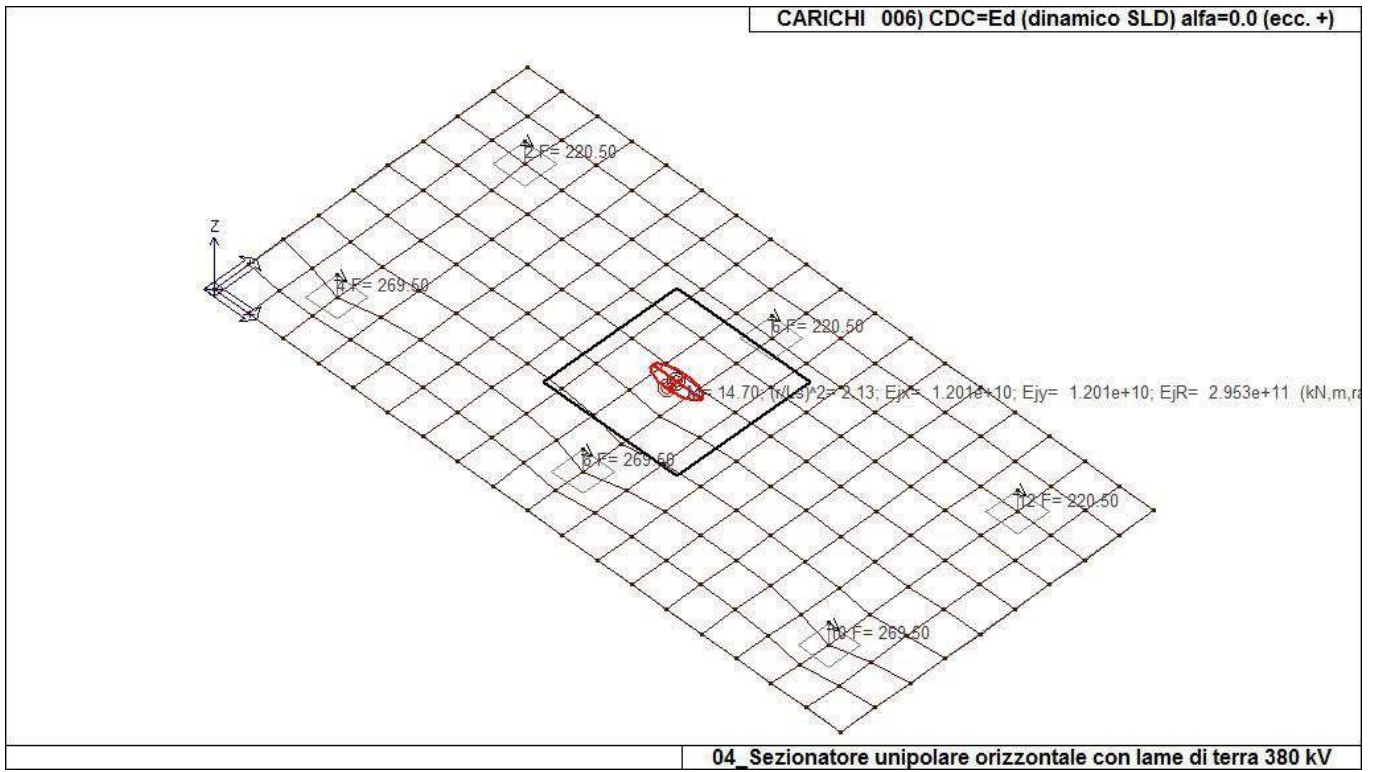 CARICHI 006) CDC=Ed (dinamico SLD) alfa=0.0 (ecc. +)
2 F= 220.50
Z
4 F= 269.50
6 F= 220.50
14.70; (r/Ls)^2= 2.13; Ejx= 1.201e+10; Ejy= 1.201e+10; EjR= 2.953e+11 (kN,m,ra
8 F= 269.50
12 F= 220.50
10 F= 269.50
04_Sezionatore unipolare orizzontale con lame di terra 380 kV